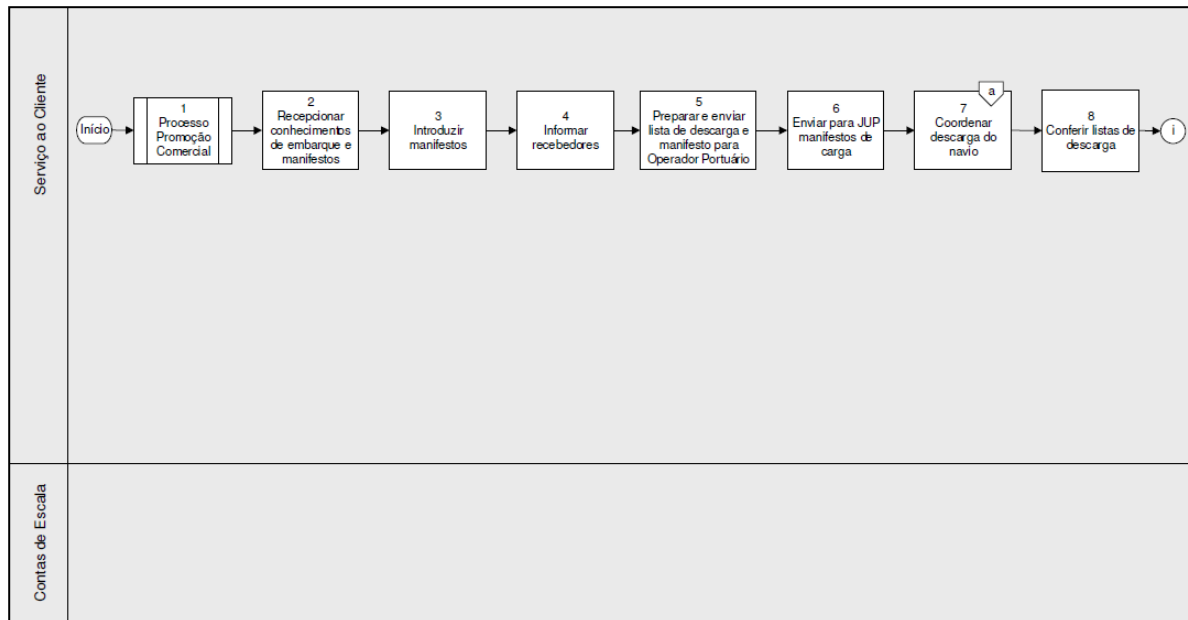 Serviço ao Cliente
Início
1
Processo
Promoção
Comercial
2
Recepcionar
conhecimentos
de embarque e
manifestos
3
Introduzir
manifestos
4
Informar
recebedores
5
Preparar e enviar
lista de descarga e
manifesto para
Operador Portuário
6
Enviar para JUP
manifestos de
carga
a
7
Coordenar
descarga do
navio
8
Conferir listas de
descarga
i
Contas de Escala